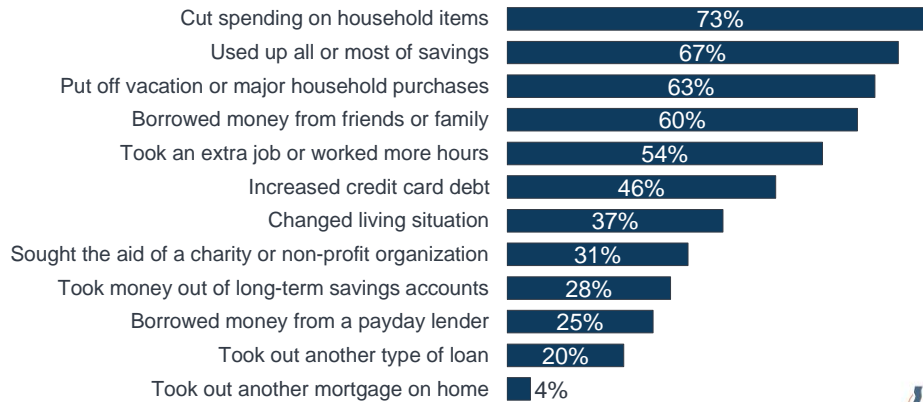 Cut spending on household items 73%
Used up all or most of savings 67%
Put off vacation or major household purchases 63%
Borrowed money from friends or family 60%
Took an extra job or worked more hours 54%
Increased credit card debt 46%
Changed living situation 37%
Sought the aid of a charity or non-profit organization 31%
Took money out of long-term savings accounts 28%
Borrowed money from a payday lender 25%
Took out another type of loan 20%
Took out another mortgage on home 4%